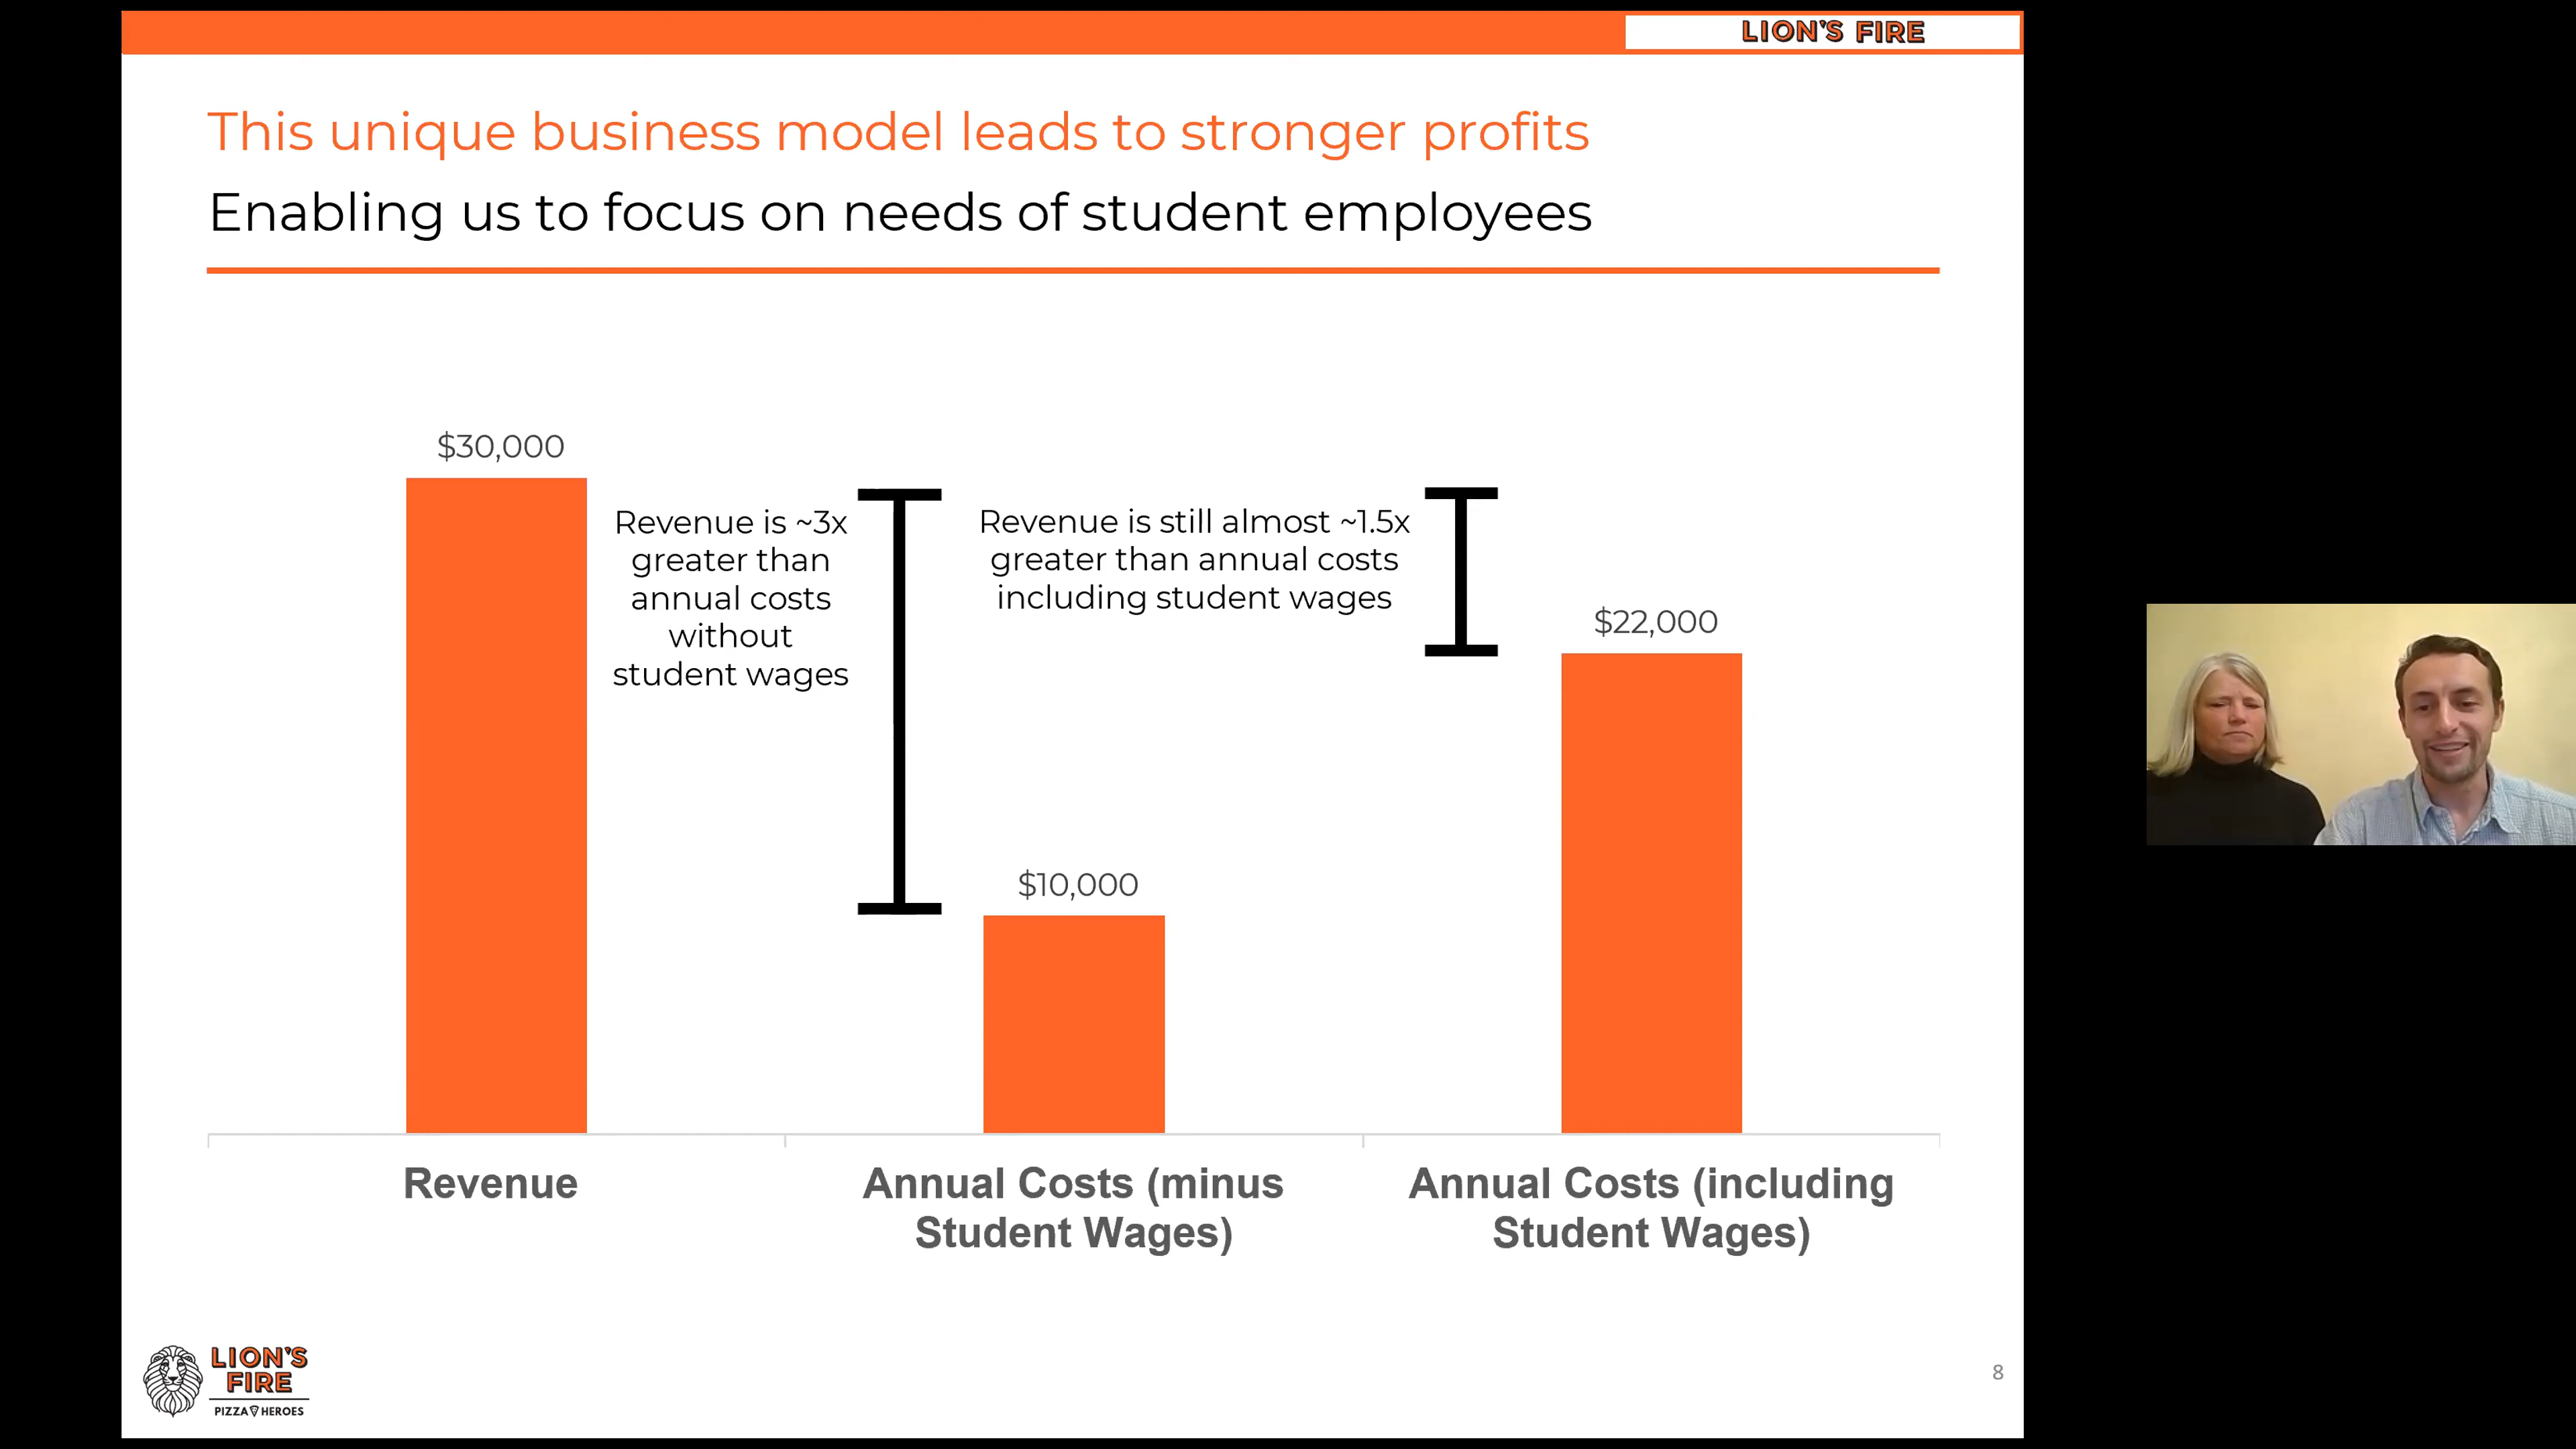 LION'S FIRE
This unique business model leads to stronger profits
Enabling us to focus on needs of student employees
$30,000
Revenue is ~3x
greater than
annual costs
without
student wages
Revenue is still almost ~1.5x
greater than annual costs
including student wages
$22,000
$10,000
Revenue
Annual Costs (minus
Student Wages)
Annual Costs (including
Student Wages)
LION'S
FIRE
PIZZA HEROES
8